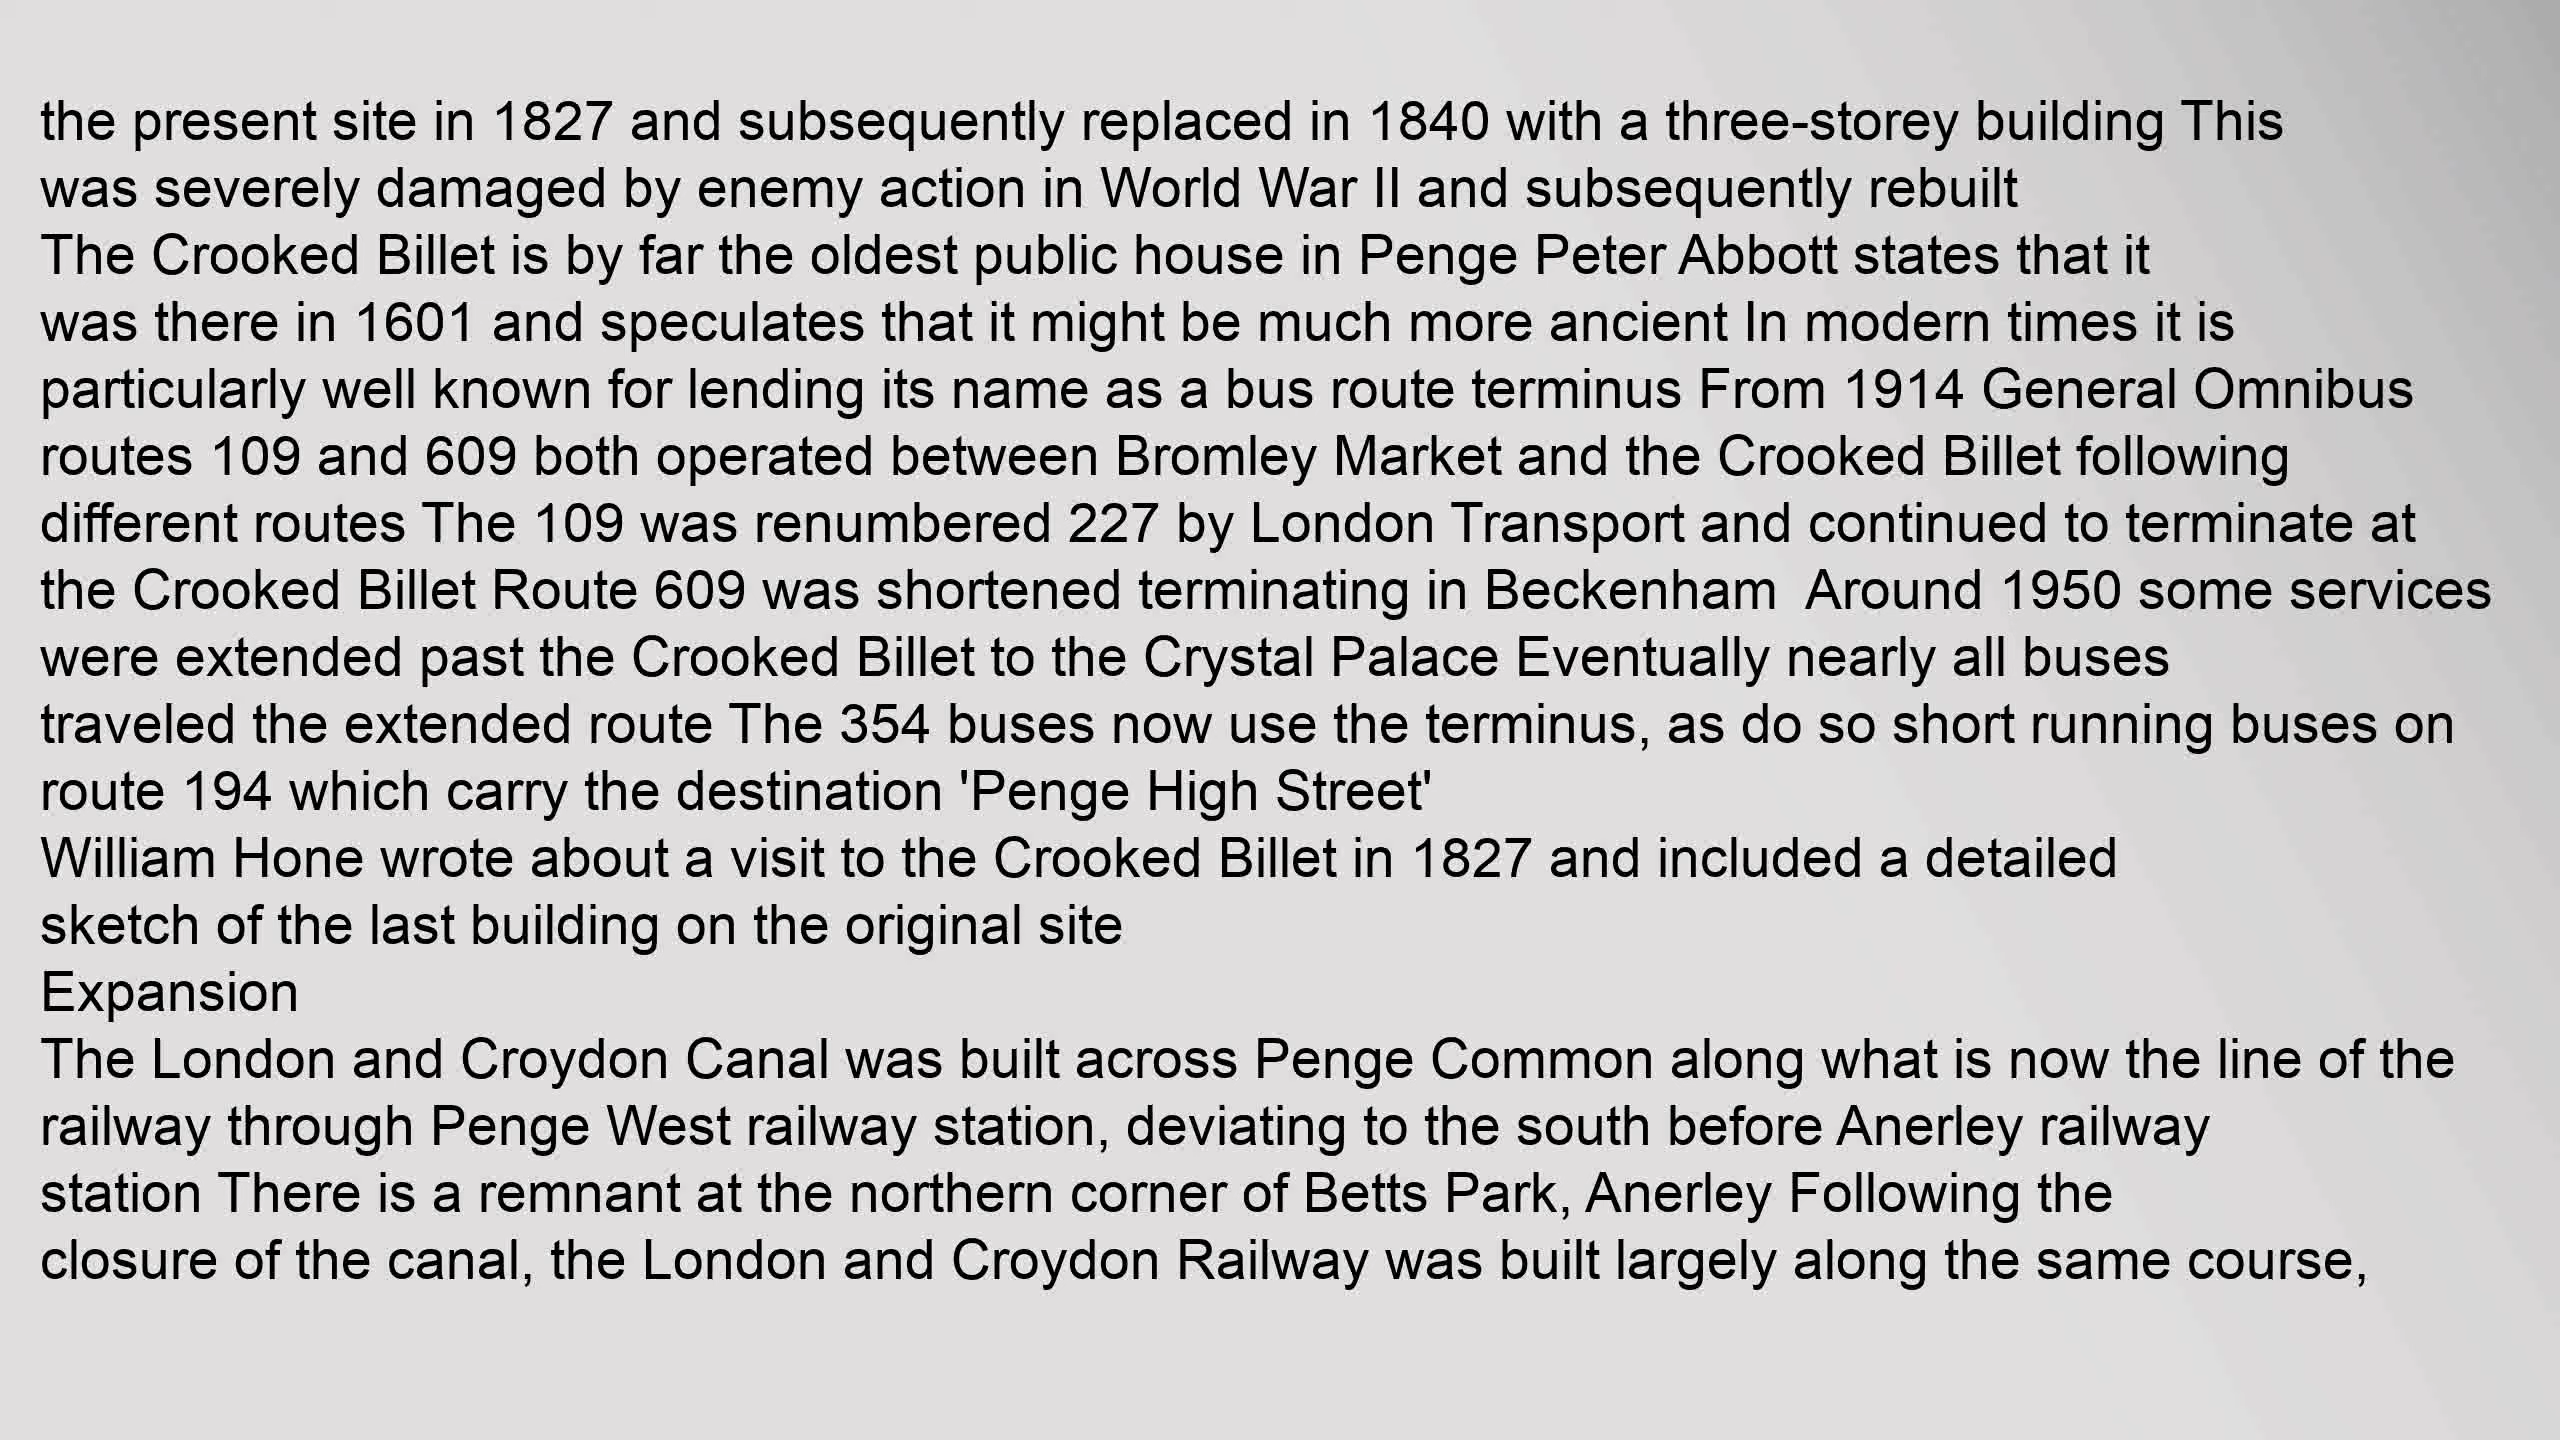 the present site in 1827 and subsequently replaced in 1840 with a three-storey building This
was severely damaged by enemy action in World War II and subsequently rebuilt
The Crooked Billet is by far the oldest public house in Penge Peter Abbott states that it
was there in 1601 and speculates that it might be much more ancient In modern times it is
particularly well known for lending its name as a bus route terminus From 1914 General Omnibus
routes 109 and 609 both operated between Bromley Market and the Crooked Billet following
different routes The 109 was renumbered 227 by London Transport and continued to terminate at
the Crooked Billet Route 609 was shortened terminating in Beckenham  Around 1950 some services
were extended past the Crooked Billet to the Crystal Palace Eventually nearly all buses
traveled the extended route The 354 buses now use the terminus, as do so short running buses on
route 194 which carry the destination 'Penge High Street'
William Hone wrote about a visit to the Crooked Billet in 1827 and included a detailed
sketch of the last building on the original site
Expansion
The London and Croydon Canal was built across Penge Common along what is now the line of the
railway through Penge West railway station, deviating to the south before Anerley railway
station There is a remnant at the northern corner of Betts Park, Anerley Following the
closure of the canal, the London and Croydon Railway was built largely along the same course,